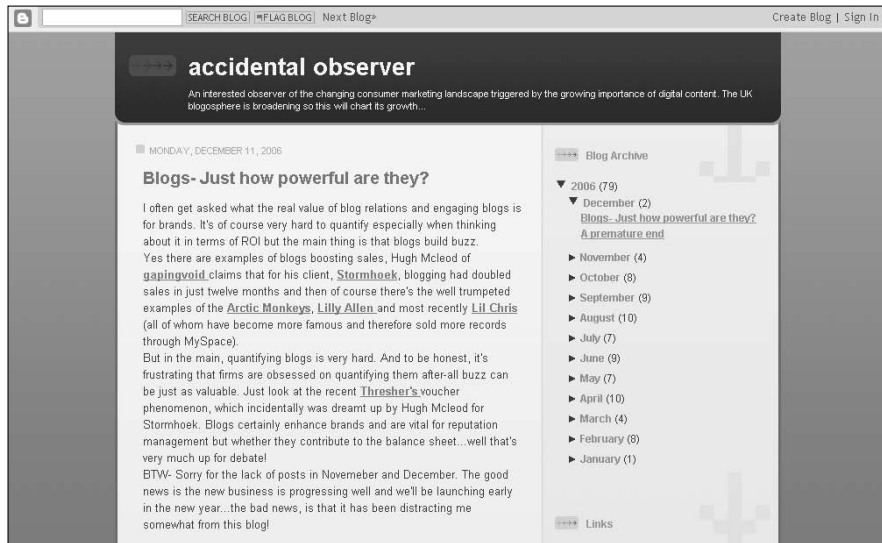 SEARCH BLOG FLAG BLOG Next Blog» Create Blog | Sign In
accidental observer
An interested observer of the changing consumer marketing landscape triggered by the growing importance of digital content. The UK
blogosphere is broadening so this will chart its growth...
MONDAY, DECEMBER 11, 2006
Blogs- Just how powerful are they?
I often get asked what the real value of blog relations and engaging blogs is
for brands. It's of course very hard to quantify especially when thinking
about it in terms of ROI but the main thing is that blogs build buzz.
Yes there are examples of blogs boosting sales, Hugh Mcleod of
gapingvoid claims that for his client, Stormhoek, blogging had doubled
sales in just twelve months and then of course there's the well trumpeted
examples of the Arctic Monkeys, Lilly Allen and most recently Lil Chris
(all of whom have become more famous and therefore sold more records
through MySpace).
But in the main, quantifying blogs is very hard. And to be honest, it's
frustrating that firms are obsessed on quantifying them after-all buzz can
be just as valuable. Just look at the recent Thresher's voucher
phenomenon, which incidentally was dreamt up by Hugh Mcleod for
Stormhoek. Blogs certainly enhance brands and are vital for reputation
management but whether they contribute to the balance sheet...well that's
very much up for debate!
BTW- Sorry for the lack of posts in Novemeber and December. The good
news is the new business is progressing well and we'll be launching early
in the new year...the bad news, is that it has been distracting me
somewhat from this blog!
Blog Archive
▼ 2006 (79)
▼ December (2)
Blogs- Just how powerful are they?
A premature end
► November (4)
► October (8)
► September (9)
► August (10)
► July (7)
► June (9)
► May (7)
► April (10)
► March (4)
► February (8)
► January (1)
Links